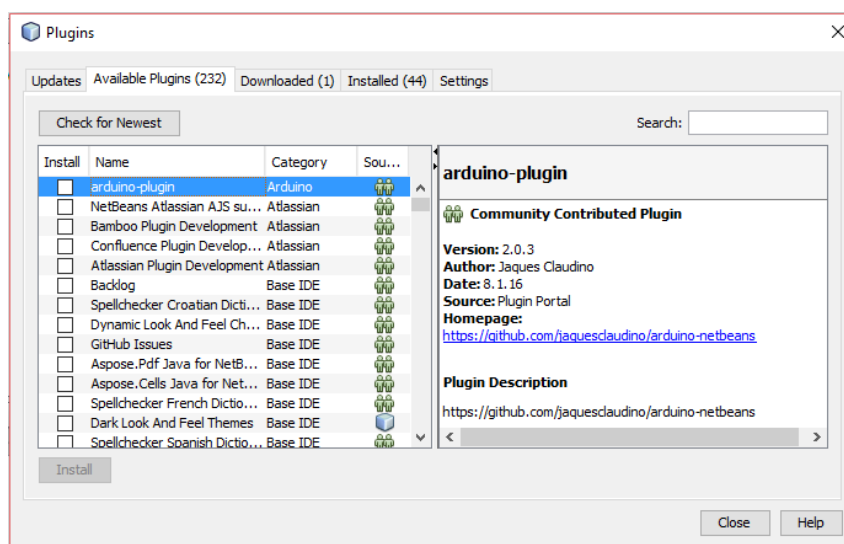 Plugins
Updates Available Plugins (232) Downloaded (1) Installed (44) Settings
Check for Newest Search:
Install Name Category Sou...
arduino-plugin Arduino
NetBeans Atlassian AJS su... Atlassian
Bamboo Plugin Development Atlassian
Confluence Plugin Develop... Atlassian
Atlassian Plugin Development Atlassian
Backlog Base IDE
Spellchecker Croatian Dicti... Base IDE
Dynamic Look And Feel Ch... Base IDE
GitHub Issues Base IDE
Aspose.Pdf Java for NetB... Base IDE
Aspose.Cells Java for Net... Base IDE
Spellchecker French Dictio... Base IDE
Dark Look And Feel Themes Base IDE
Spellchecker Spanish Dictio... Base IDE
arduino-plugin
Community Contributed Plugin
Version: 2.0.3
Author: Jaques Claudino
Date: 8.1.16
Source: Plugin Portal
Homepage:
https://github.com/jaquesclaudino/arduino-netbeans
Plugin Description
https://github.com/jaquesclaudino/arduino-netbeans
Install
Close Help